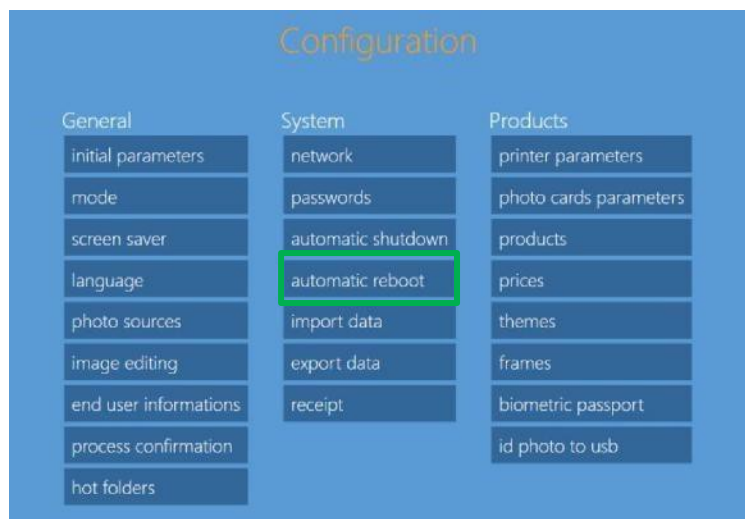 Configuration
General
initial parameters
mode
screen saver
language
photo sources
image editing
end user informations
process confirmation
hot folders
System
network
passwords
automatic shutdown
automatic reboot
import data
export data
receipt
Products
printer parameters
photo cards parameters
products
prices
themes
frames
biometric passport
id photo to usb